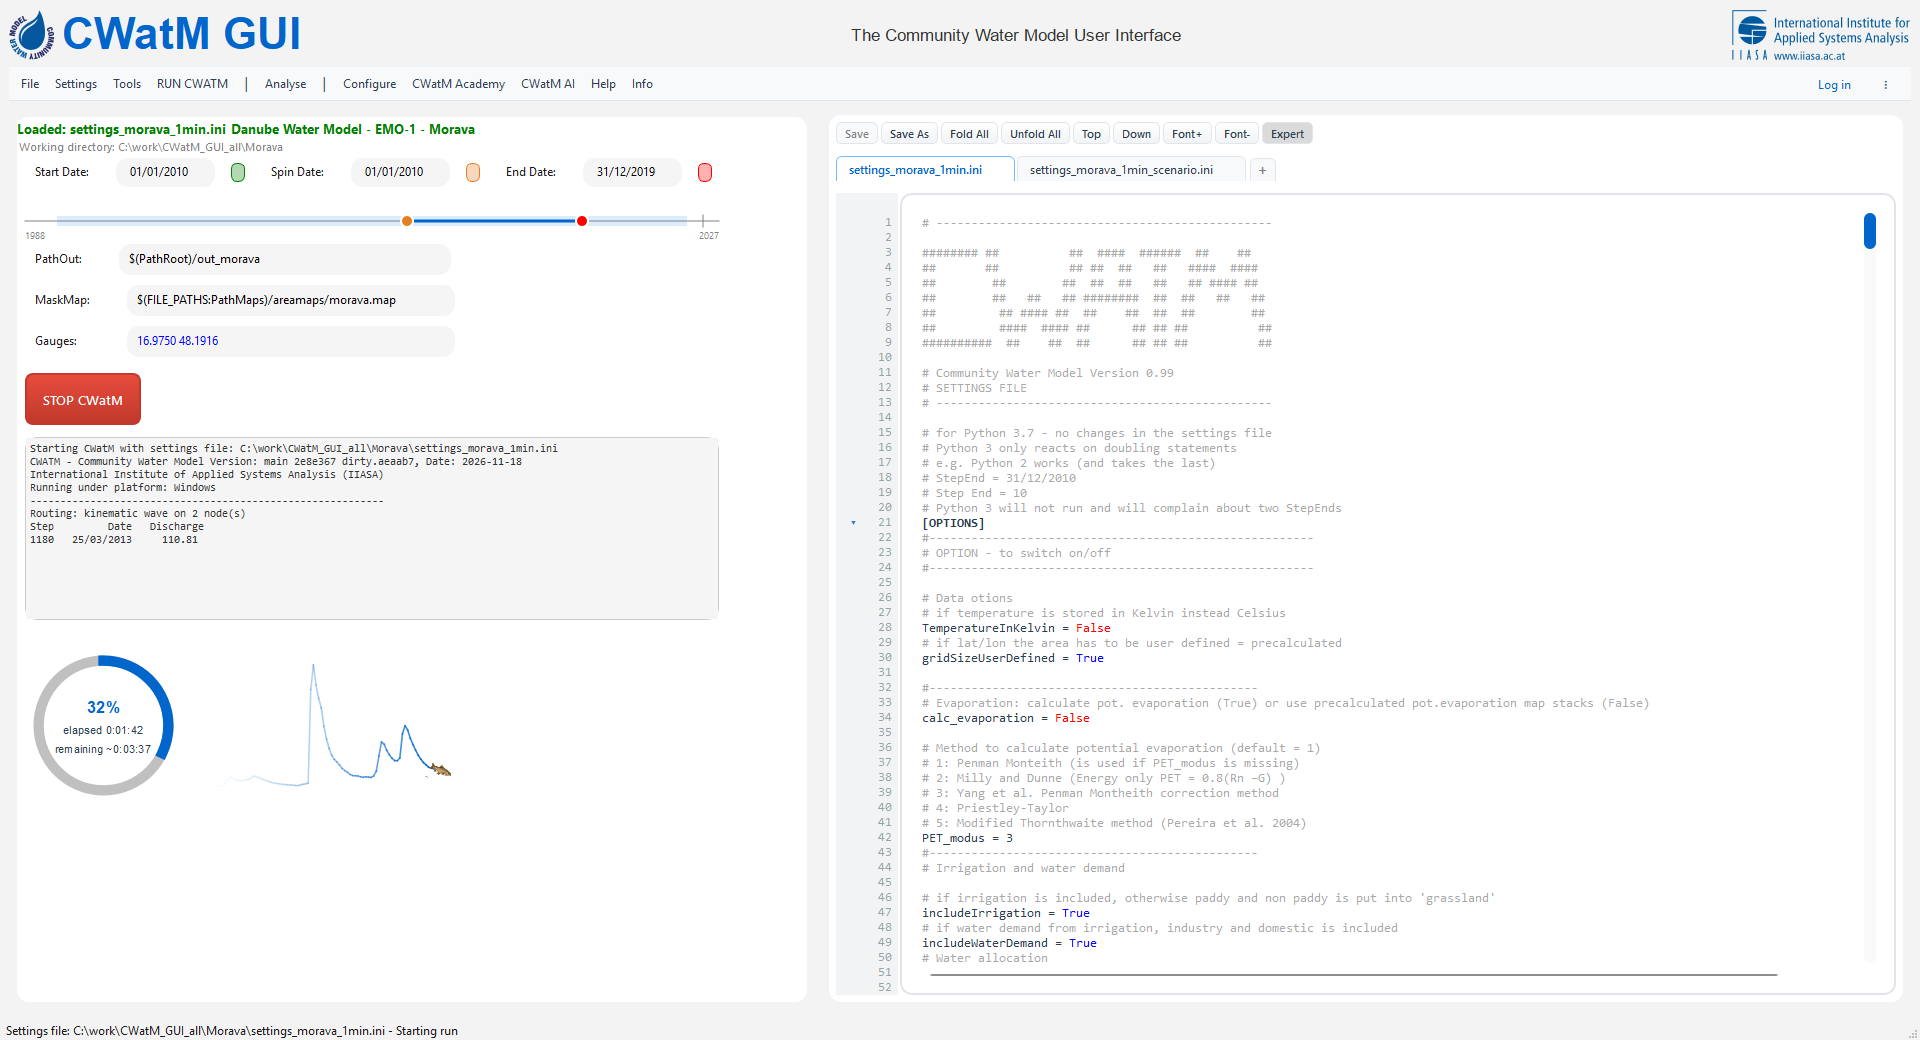 COMMUNITY WATER MODEL
CWatM GUI
The Community Water Model User Interface
IIASA
International Institute for
Applied Systems Analysis
www.iiasa.ac.at
File Settings Tools RUN CWATM | Analyse | Configure CWatM Academy CWatM AI Help Info
Log in
Loaded: settings_morava_1min.ini Danube Water Model - EMO-1 - Morava
Working directory: C:\work\CWatM_GUI_all\Morava
Start Date: 01/01/2010 Spin Date: 01/01/2010 End Date: 31/12/2019
1988 2027
PathOut: $(PathRoot)/out_morava
MaskMap: $(FILE_PATHS:PathMaps)/areamaps/morava.map
Gauges: 16.9750 48.1916
STOP CWatM
Starting CWatM with settings file: C:\work\CWatM_GUI_all\Morava\settings_morava_1min.ini
CWATM - Community Water Model Version: main 2e8e367 dirty.aeaab7, Date: 2026-11-18
International Institute of Applied Systems Analysis (IIASA)
Running under platform: Windows
-----------------------------------------------------------
Routing: kinematic wave on 2 node(s)
Step Date Discharge
1180 25/03/2013 110.81
32%
elapsed 0:01:42
remaining ~0:03:37
Save Save As Fold All Unfold All Top Down Font+ Font- Expert
settings_morava_1min.ini settings_morava_1min_scenario.ini +
1 # ------------------------------------------------
2
3 ######## ##          ##  ####  ######  ##    ##
4 ##       ##          ## ##  ##   ##   ####  ####
5 ##        ##        ##  ##  ##   ##   ## #### ##
6 ##        ##   ##   ## ########  ##  ##   ##   ##
7 ##         ## #### ##  ##    ##  ##  ##        ##
8 ##         ####  #### ##      ## ## ##          ##
9 ##########  ##    ##  ##      ## ## ##          ##
10
11 # Community Water Model Version 0.99
12 # SETTINGS FILE
13 # ------------------------------------------------
14
15 # for Python 3.7 - no changes in the settings file
16 # Python 3 only reacts on doubling statements
17 # e.g. Python 2 works (and takes the last)
18 # StepEnd = 31/12/2010
19 # Step End = 10
20 # Python 3 will not run and will complain about two StepEnds
21 [OPTIONS]
22 #-------------------------------------------------------
23 # OPTION - to switch on/off
24 #-------------------------------------------------------
25
26 # Data otions
27 # if temperature is stored in Kelvin instead Celsius
28 TemperatureInKelvin = False
29 # if lat/lon the area has to be user defined = precalculated
30 gridSizeUserDefined = True
31
32 #-----------------------------------------------
33 # Evaporation: calculate pot. evaporation (True) or use precalculated pot.evaporation map stacks (False)
34 calc_evaporation = False
35
36 # Method to calculate potential evaporation (default = 1)
37 # 1: Penman Monteith (is used if PET_modus is missing)
38 # 2: Milly and Dunne (Energy only PET = 0.8(Rn −G) )
39 # 3: Yang et al. Penman Montheith correction method
40 # 4: Priestley-Taylor
41 # 5: Modified Thornthwaite method (Pereira et al. 2004)
42 PET_modus = 3
43 #-----------------------------------------------
44 # Irrigation and water demand
45
46 # if irrigation is included, otherwise paddy and non paddy is put into 'grassland'
47 includeIrrigation = True
48 # if water demand from irrigation, industry and domestic is included
49 includeWaterDemand = True
50 # Water allocation
51
52
Settings file: C:\work\CWatM_GUI_all\Morava\settings_morava_1min.ini - Starting run